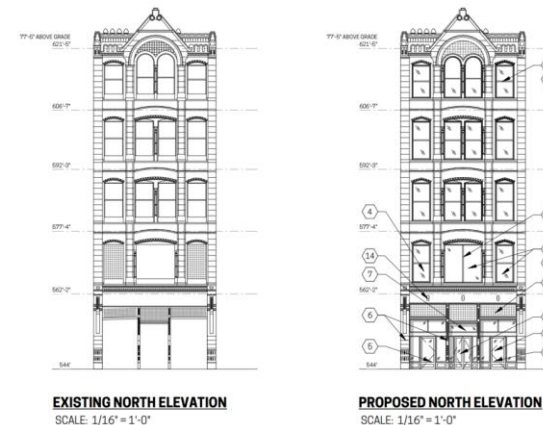 77'-6" ABOVE GRADE
621'-6"
606'-7"
592'-3"
577'-4"
562'-2"
544'
EXISTING NORTH ELEVATION
SCALE: 1/16" = 1'-0"
77'-6" ABOVE GRADE
621'-6"
606'-7"
592'-3"
577'-4"
4
14
562'-2"
7
6
5
544'
PROPOSED NORTH ELEVATION
SCALE: 1/16" = 1'-0"